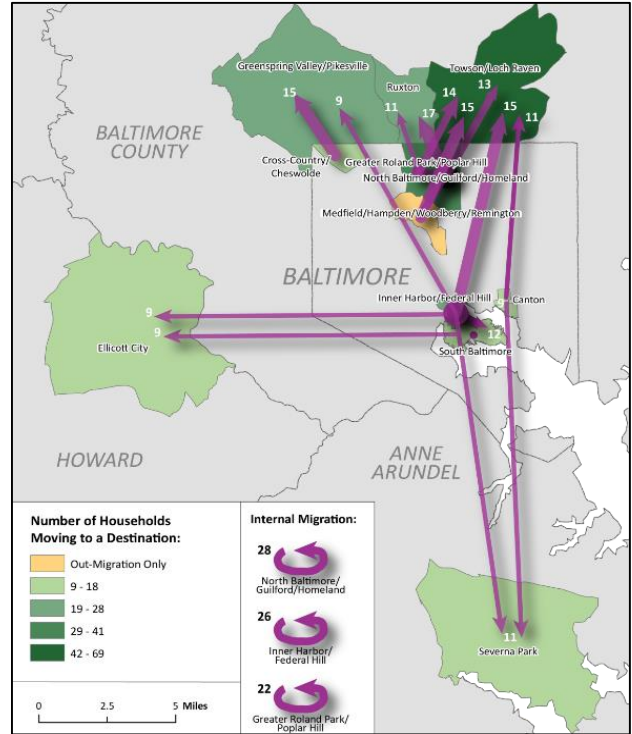 Greenspring Valley/Pikesville
Towson/Loch Raven
Ruxton
15
9
11
17
14
15
13
15
11
BALTIMORE
COUNTY
Cross-Country/
Cheswolde
Greater Roland Park/Poplar Hill
North Baltimore/Guilford/Homeland
Medfield/Hampden/Woodberry/Remington
BALTIMORE
Inner Harbor/Federal Hill
9
Canton
9
9
12
Ellicott City
South Baltimore
HOWARD
ANNE
ARUNDEL
11
Severna Park
Number of Households
Moving to a Destination:
Out-Migration Only
9 - 18
19 - 28
29 - 41
42 - 69
0 2.5 5 Miles
Internal Migration:
28
North Baltimore/
Guilford/Homeland
26
Inner Harbor/
Federal Hill
22
Greater Roland Park/
Poplar Hill